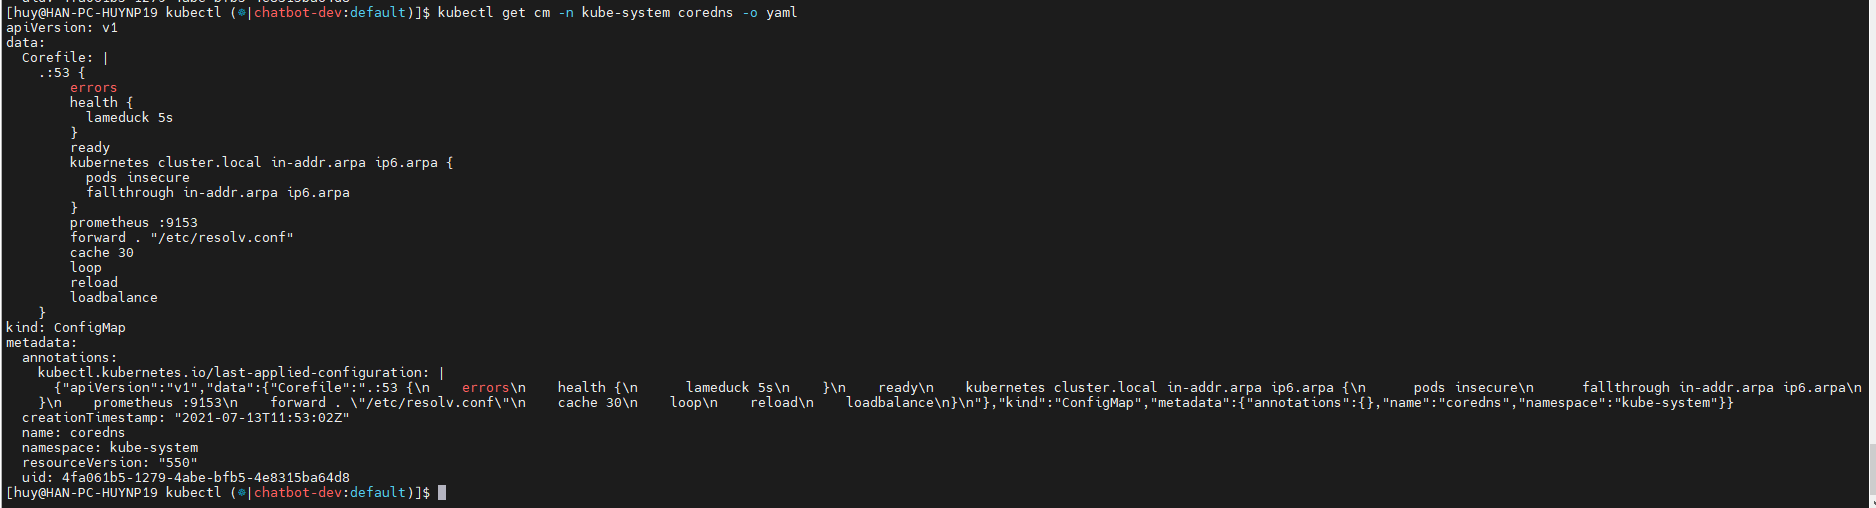 [huy@HAN-PC-HUYNP19 kubectl (⎈|chatbot-dev:default)]$ kubectl get cm -n kube-system coredns -o yaml
apiVersion: v1
data:
  Corefile: |
    .:53 {
        errors
        health {
          lameduck 5s
        }
        ready
        kubernetes cluster.local in-addr.arpa ip6.arpa {
          pods insecure
          fallthrough in-addr.arpa ip6.arpa
        }
        prometheus :9153
        forward . "/etc/resolv.conf"
        cache 30
        loop
        reload
        loadbalance
    }
kind: ConfigMap
metadata:
  annotations:
    kubectl.kubernetes.io/last-applied-configuration: |
      {"apiVersion":"v1","data":{"Corefile":".:53 {\n    errors\n    health {\n      lameduck 5s\n    }\n    ready\n    kubernetes cluster.local in-addr.arpa ip6.arpa {\n      pods insecure\n      fallthrough in-addr.arpa ip6.arpa\n
    }\n    prometheus :9153\n    forward . \"/etc/resolv.conf\"\n    cache 30\n    loop\n    reload\n    loadbalance\n}\n"},"kind":"ConfigMap","metadata":{"annotations":{},"name":"coredns","namespace":"kube-system"}}
  creationTimestamp: "2021-07-13T11:53:02Z"
  name: coredns
  namespace: kube-system
  resourceVersion: "550"
  uid: 4fa061b5-1279-4abe-bfb5-4e8315ba64d8
[huy@HAN-PC-HUYNP19 kubectl (⎈|chatbot-dev:default)]$